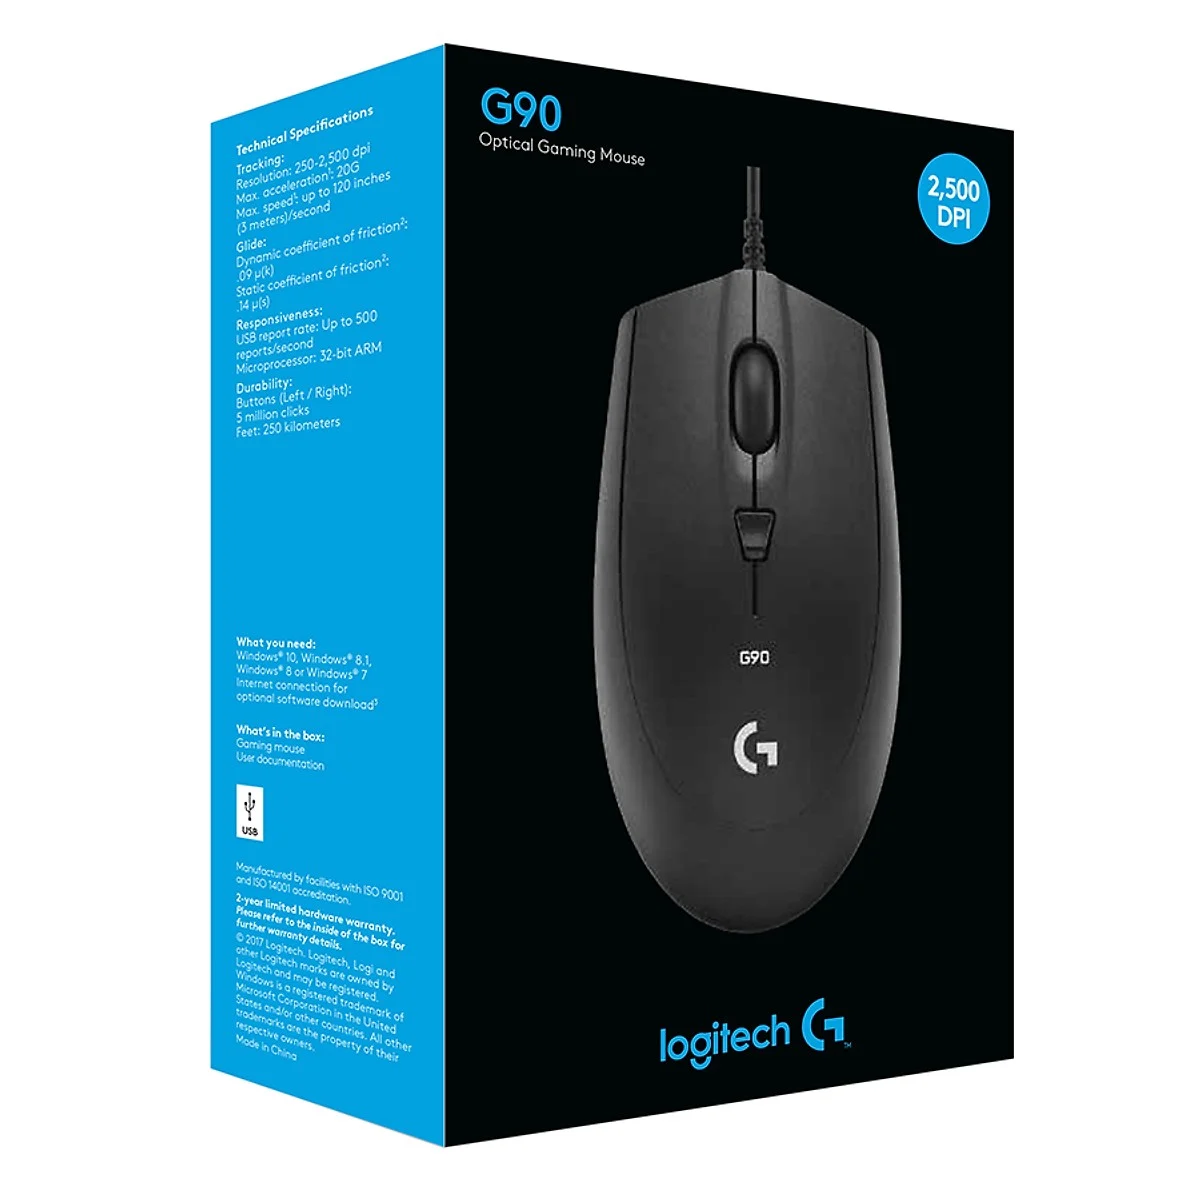 Technical Specifications
Tracking:
Resolution: 250-2,500 dpi
Max. acceleration¹: 20G
Max. speed¹: up to 120 inches
(3 meters)/second
Glide:
Dynamic coefficient of friction²:
.09 μ(k)
Static coefficient of friction²:
.14 μ(s)
Responsiveness:
USB report rate: Up to 500
reports/second
Microprocessor: 32-bit ARM
Durability:
Buttons (Left / Right):
5 million clicks
Feet: 250 kilometers
What you need:
Windows® 10, Windows® 8.1,
Windows® 8 or Windows® 7
Internet connection for
optional software download³
What's in the box:
Gaming mouse
User documentation
USB
Manufactured by facilities with ISO 9001
and ISO 14001 accreditation.
2-year limited hardware warranty.
Please refer to the inside of the box for
further warranty details.
© 2017 Logitech. Logitech, Logi and
other Logitech marks are owned by
Logitech and may be registered.
Windows is a registered trademark of
Microsoft Corporation in the United
States and/or other countries. All other
trademarks are the property of their
respective owners.
Made in China
G90
Optical Gaming Mouse
2,500
DPI
G90
logitech G™